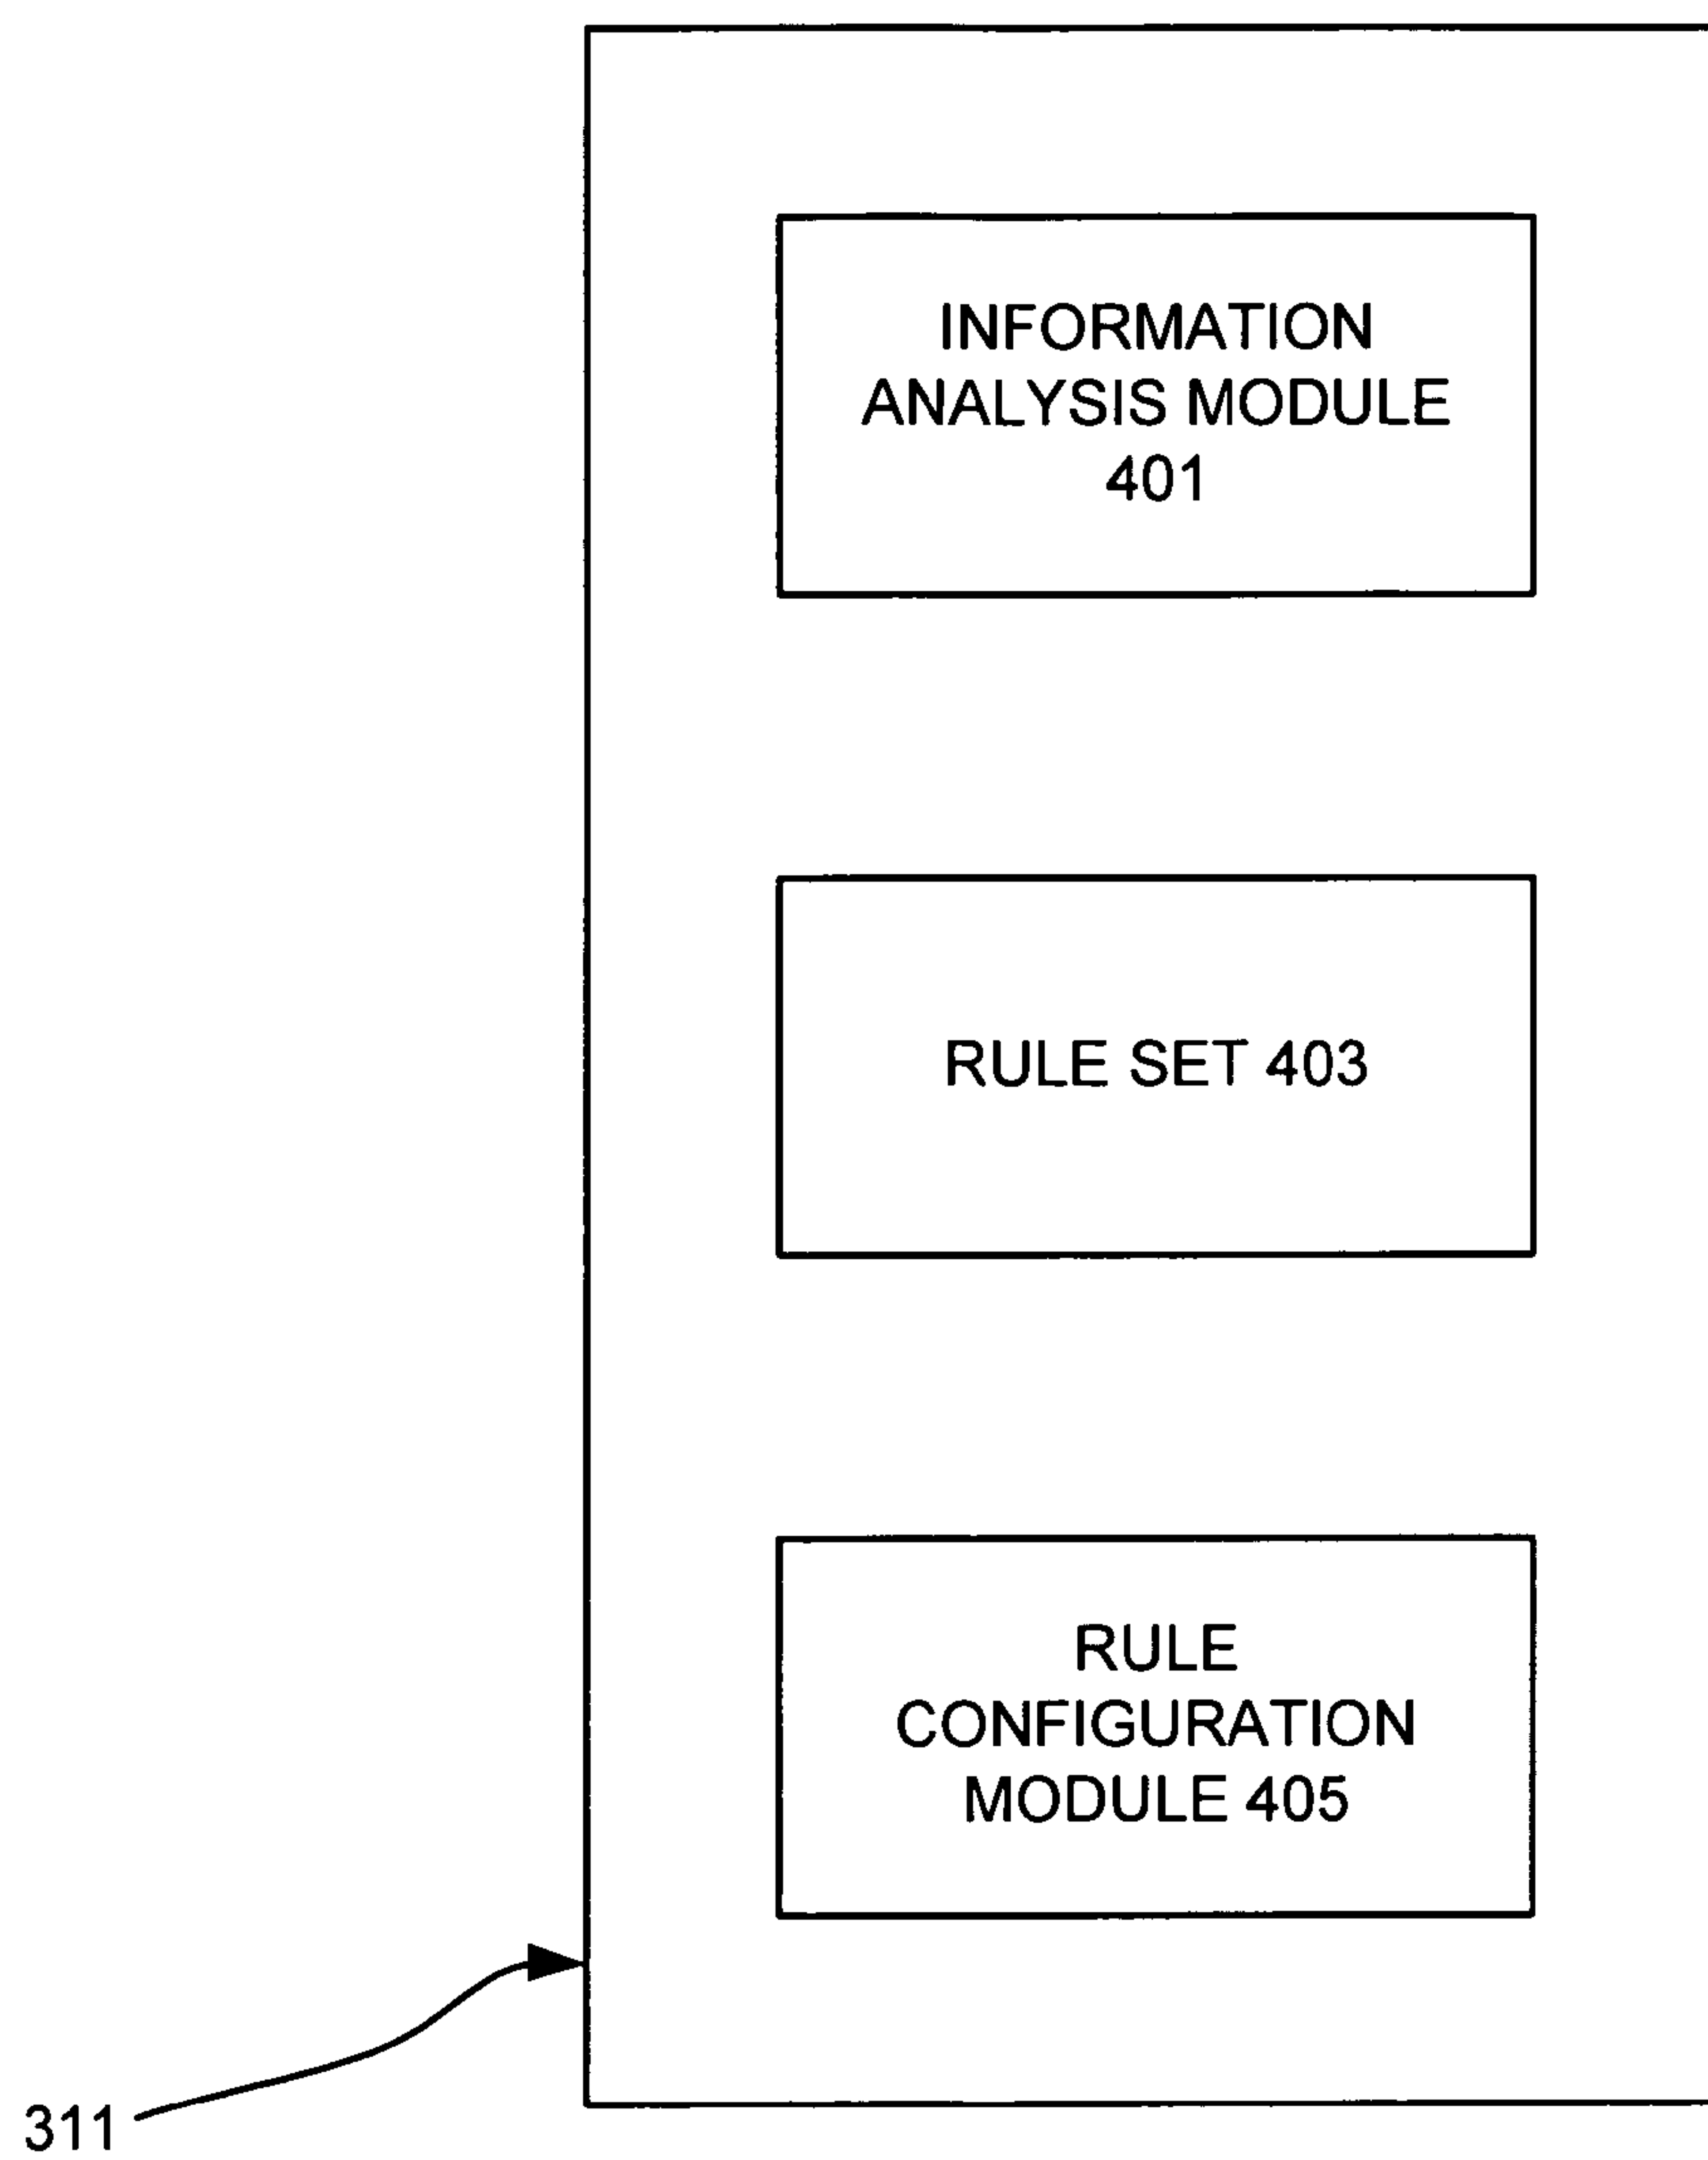 INFORMATION
ANALYSIS MODULE
401
RULE SET 403
RULE
CONFIGURATION
MODULE 405
311